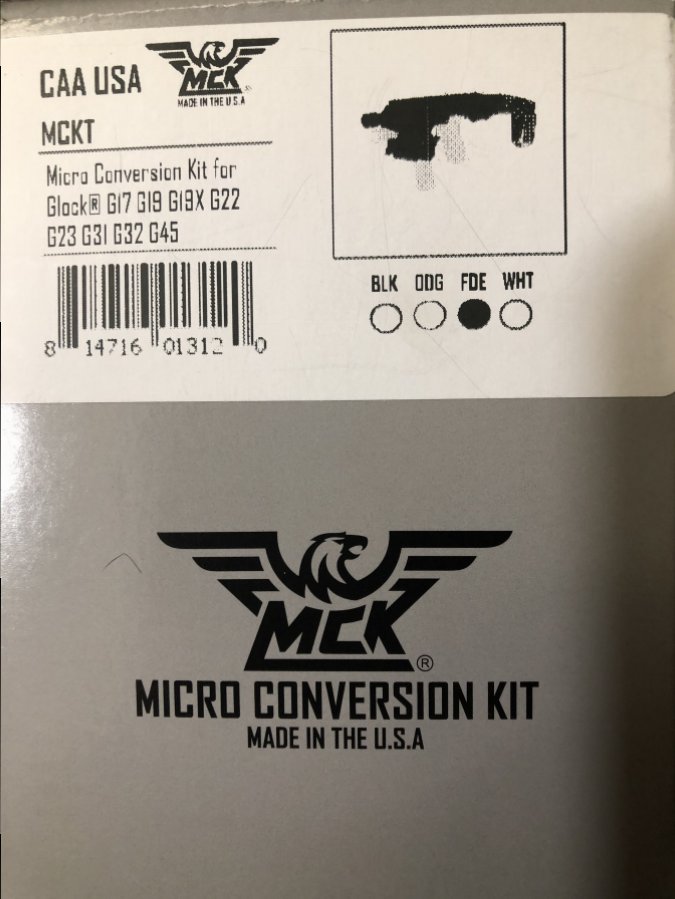 CAA USA
MCK
MADE IN THE U.S.A
MCKT
Micro Conversion Kit for
Glock® G17 G19 G19X G22
G23 G31 G32 G45
8 14716 01312 0
BLK ODG FDE WHT
MCK®
MICRO CONVERSION KIT
MADE IN THE U.S.A